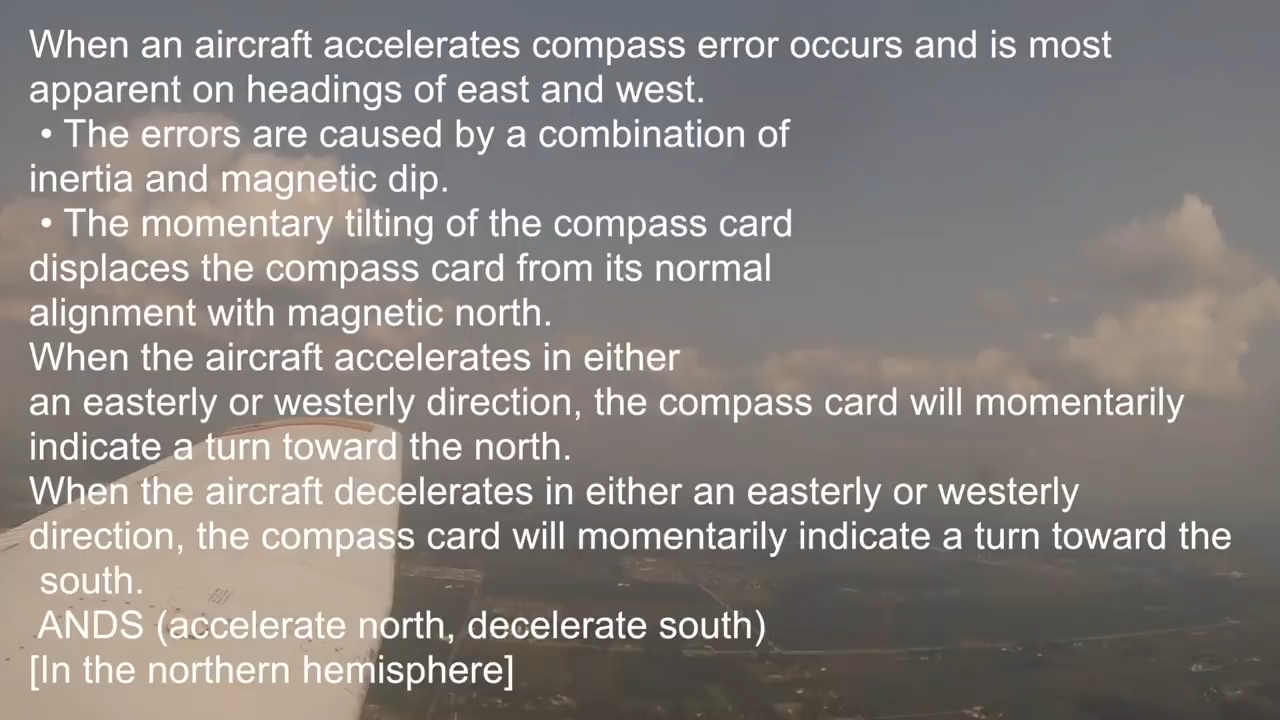 When an aircraft accelerates compass error occurs and is most
apparent on headings of east and west.
• The errors are caused by a combination of
inertia and magnetic dip.
• The momentary tilting of the compass card
displaces the compass card from its normal
alignment with magnetic north.
When the aircraft accelerates in either
an easterly or westerly direction, the compass card will momentarily
indicate a turn toward the north.
When the aircraft decelerates in either an easterly or westerly
direction, the compass card will momentarily indicate a turn toward the
south.
ANDS (accelerate north, decelerate south)
[In the northern hemisphere]